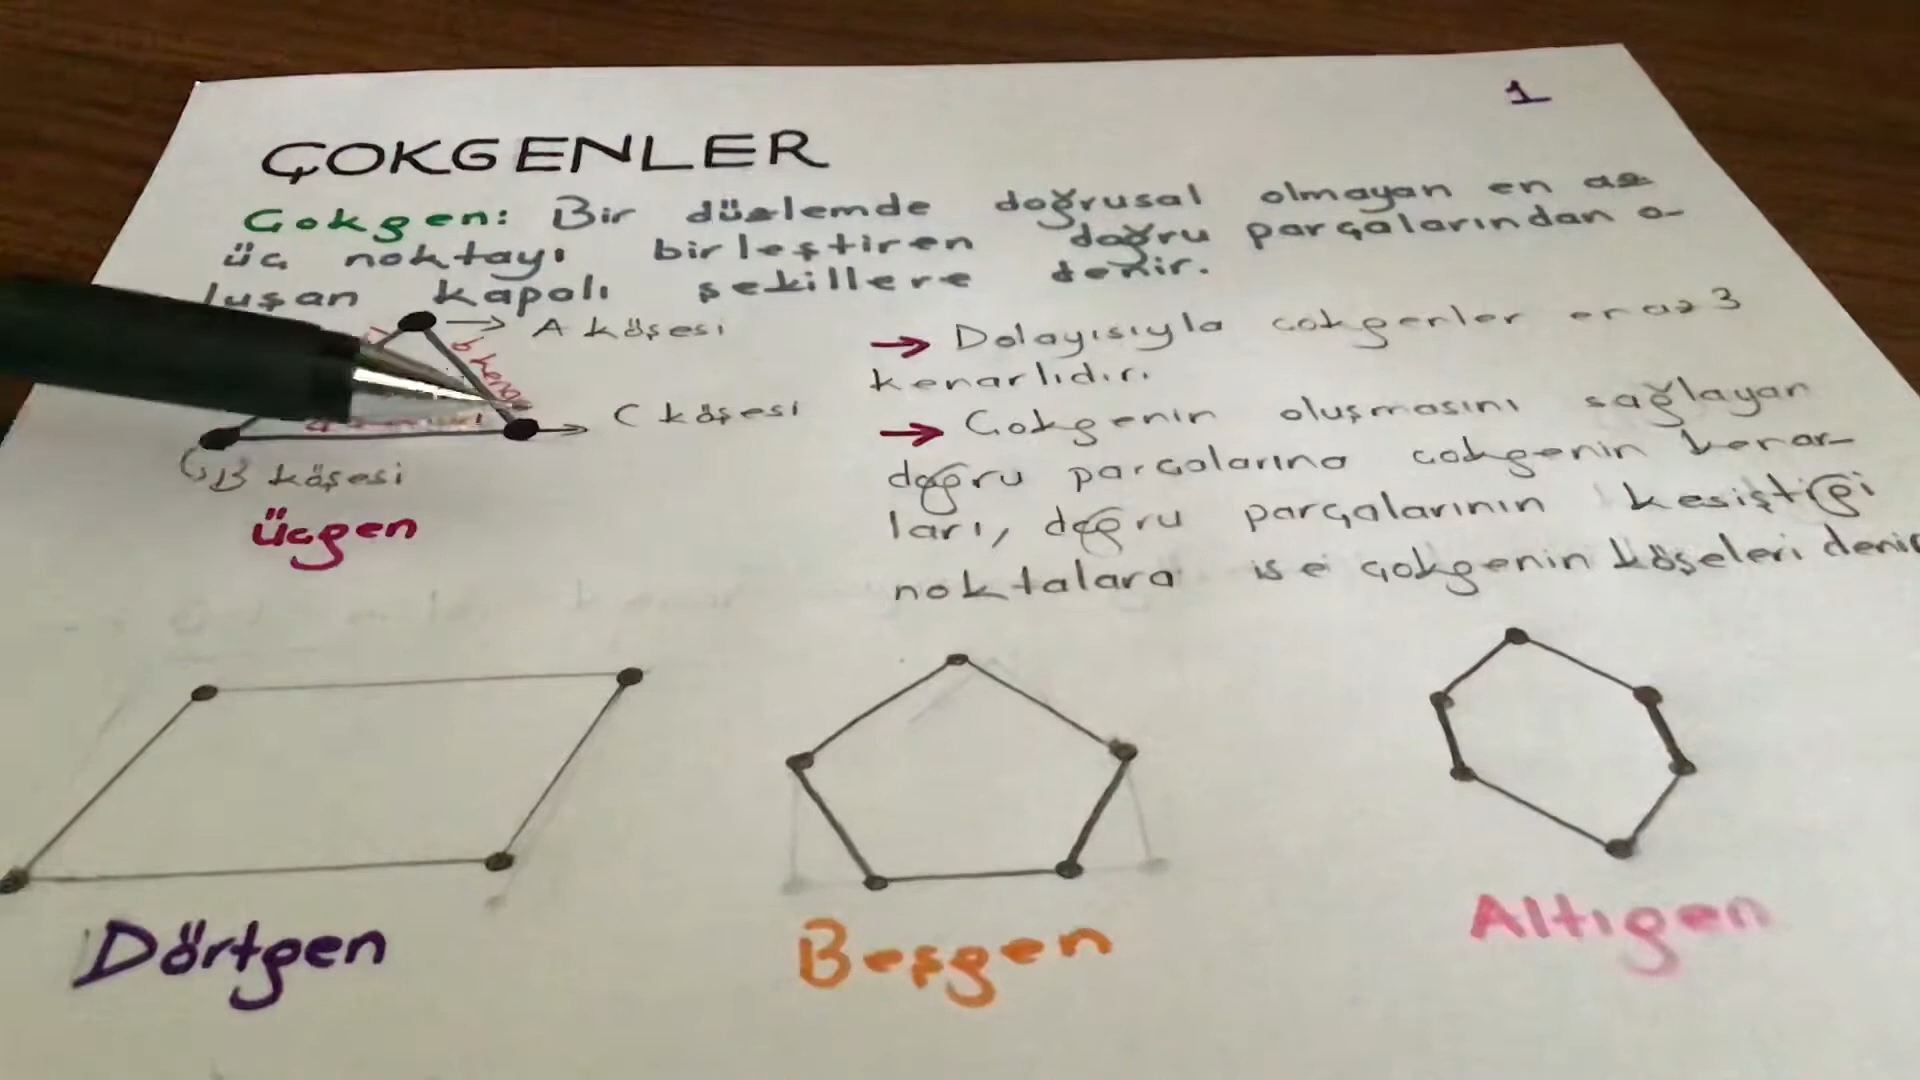 1
ÇOKGENLER
Çokgen: Bir düzlemde doğrusal olmayan en az
üç noktayı birleştiren doğru parçalarından o-
luşan kapalı şekillere denir.
A köşesi
b kena
C köşesi
B köşesi
Üçgen
→ Dolayısıyla çokgenler en az 3
kenarlıdır.
→ Çokgenin oluşmasını sağlayan
doğru parçalarına çokgenin kenar-
ları, doğru parçalarının kesiştiği
noktalara ise çokgenin köşeleri denir
Dörtgen
Beşgen
Altıgen